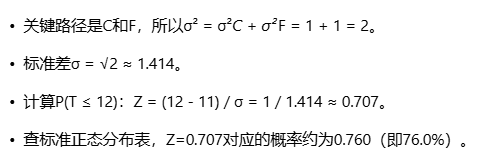 • 关键路径是C和F，所以σ² = σ²C + σ²F = 1 + 1 = 2。
• 标准差σ = √2 ≈ 1.414。
• 计算P(T ≤ 12)：Z = (12 - 11) / σ = 1 / 1.414 ≈ 0.707。
• 查标准正态分布表，Z=0.707对应的概率约为0.760（即76.0%）。